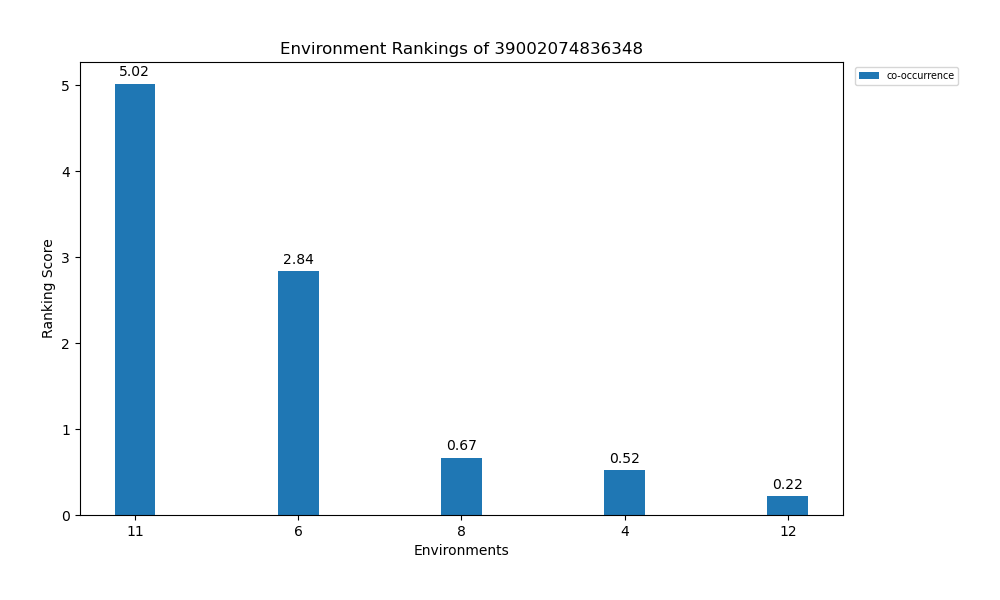 Environment Rankings of 39002074836348
co-occurrence
5.02
2.84
0.67
0.52
0.22
5
4
3
2
1
0
Ranking Score
11 6 8 4 12
Environments